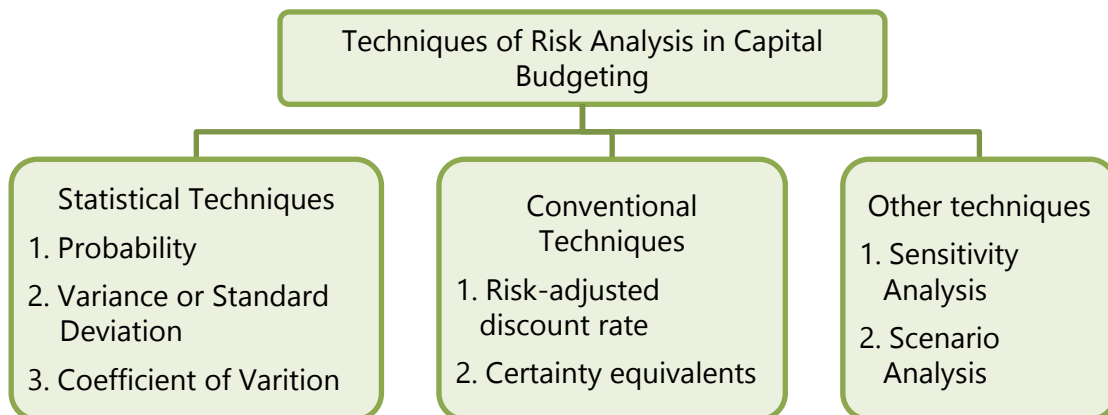 Techniques of Risk Analysis in Capital
Budgeting
Statistical Techniques
1. Probability
2. Variance or Standard
Deviation
3. Coefficient of Varition
Conventional
Techniques
1. Risk-adjusted
discount rate
2. Certainty equivalents
Other techniques
1. Sensitivity
Analysis
2. Scenario
Analysis